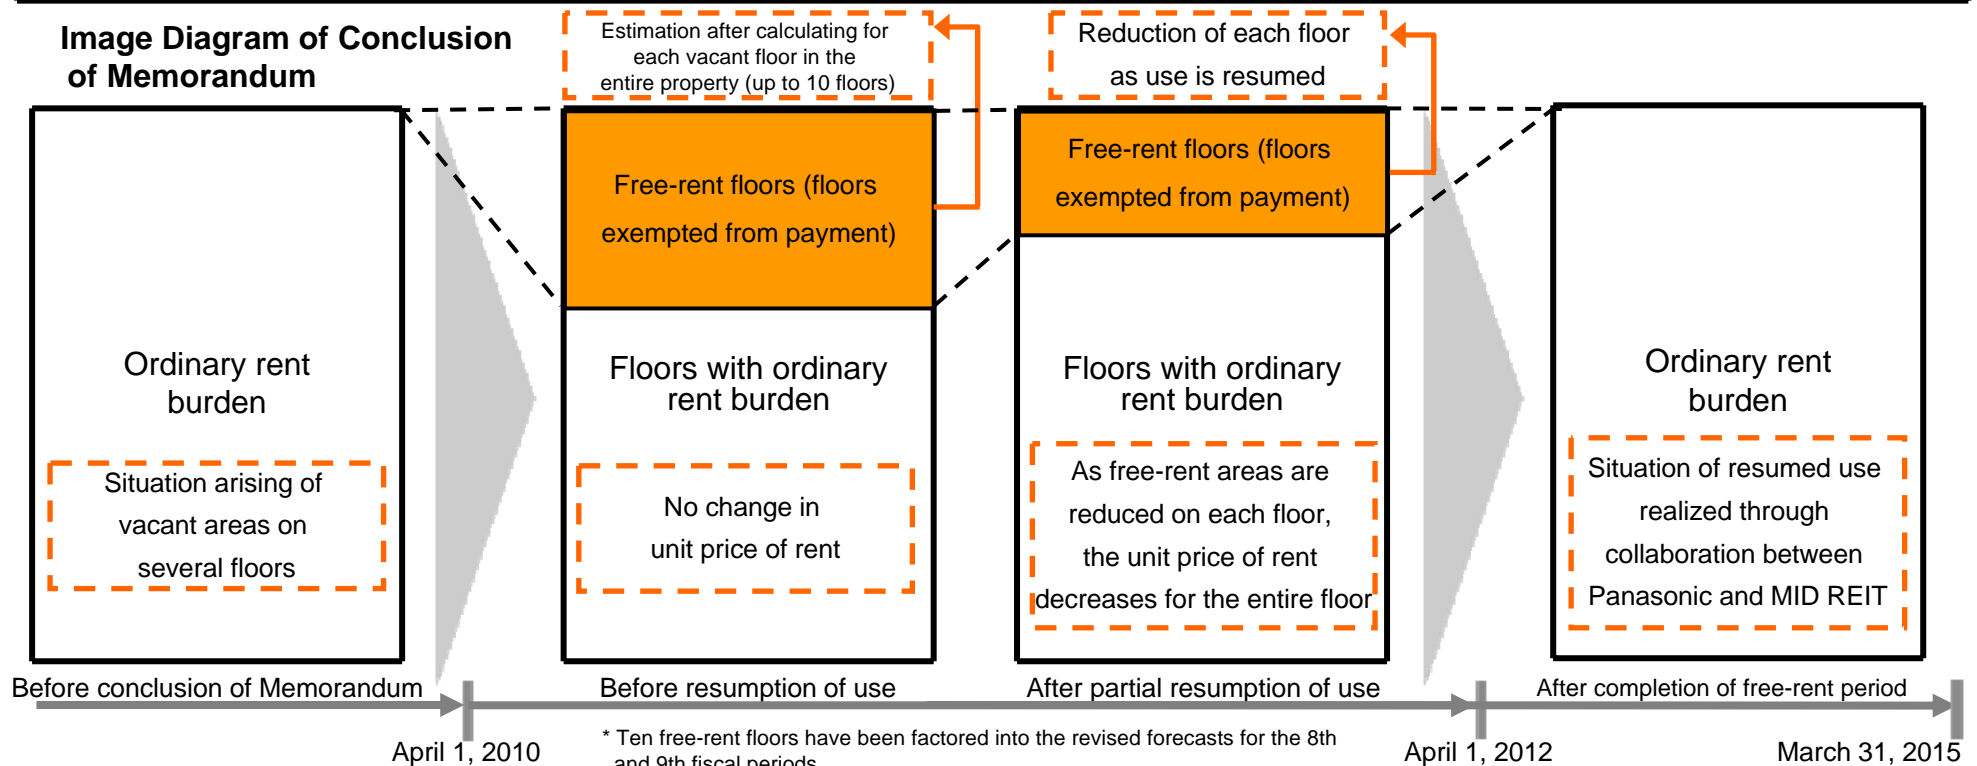 Image Diagram of Conclusion
of Memorandum
Estimation after calculating for
each vacant floor in the
entire property (up to 10 floors)
Reduction of each floor
as use is resumed
Free-rent floors (floors
exempted from payment)
Free-rent floors (floors
exempted from payment)
Ordinary rent
burden
Situation arising of
vacant areas on
several floors
Floors with ordinary
rent burden
No change in
unit price of rent
Floors with ordinary
rent burden
As free-rent areas are
reduced on each floor,
the unit price of rent
decreases for the entire floor
Ordinary rent
burden
Situation of resumed use
realized through
collaboration between
Panasonic and MID REIT
Before conclusion of Memorandum
Before resumption of use
After partial resumption of use
After completion of free-rent period
April 1, 2010
* Ten free-rent floors have been factored into the revised forecasts for the 8th
and 9th fiscal periods
April 1, 2012
March 31, 2015